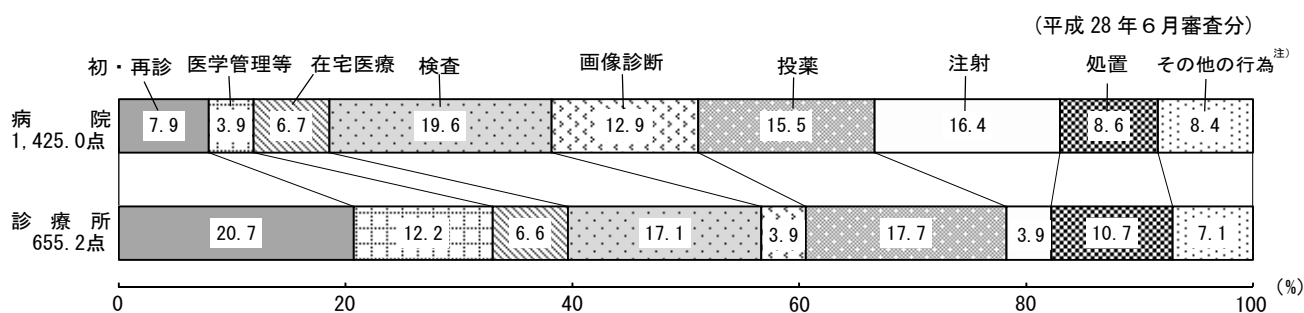 (平成 28 年６月審査分)
初・再診 医学管理等 在宅医療 検査 画像診断 投薬 注射 処置 その他の行為注)
病院 7.9 3.9 6.7 19.6 12.9 15.5 16.4 8.6 8.4
1,425.0点
診療所 20.7 12.2 6.6 17.1 3.9 17.7 3.9 10.7 7.1
655.2点
0 20 40 60 80 100 (%)